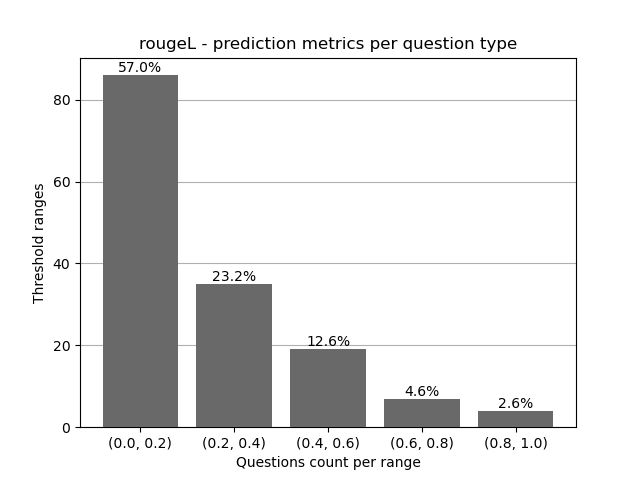 rougeL - prediction metrics per question type
57.0%
23.2%
12.6%
4.6%
2.6%
80
60
40
20
0
Threshold ranges
(0.0, 0.2) (0.2, 0.4) (0.4, 0.6) (0.6, 0.8) (0.8, 1.0)
Questions count per range